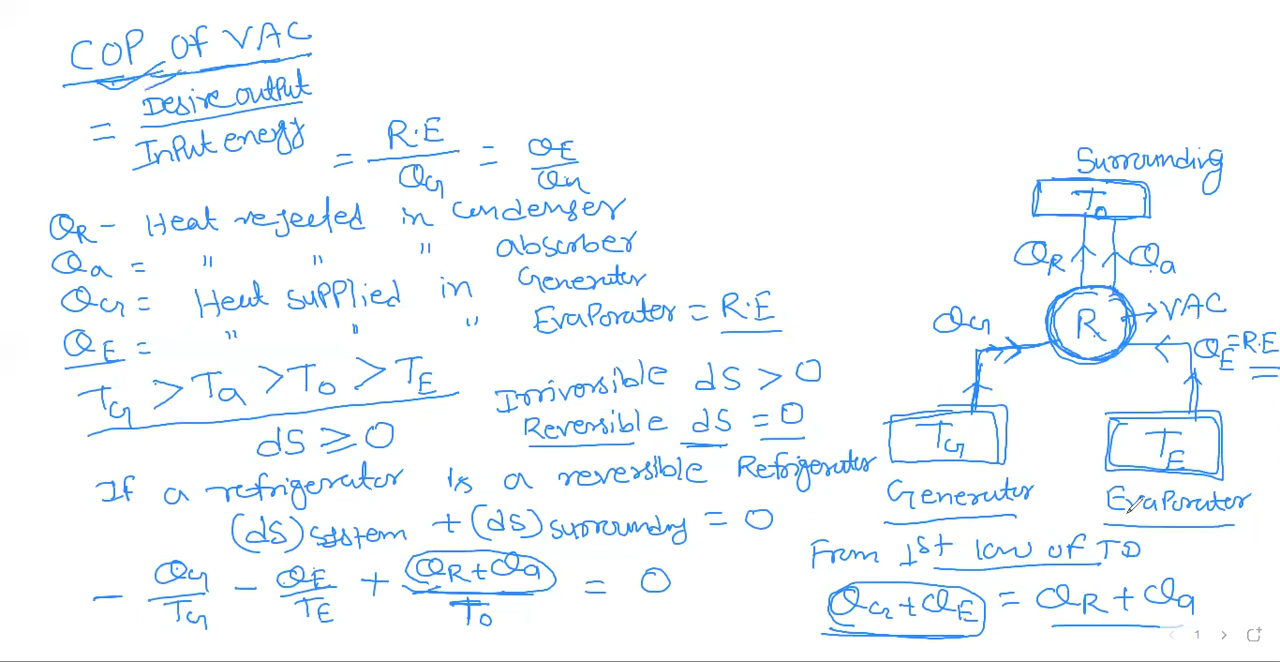 COP of VAC
= Desire output / Input energy = R.E / QG = QE / QG
QR - Heat rejected in condenser
Qa = " " " absorber
QG = Heat supplied in Generator
QE = " " " Evaporater = R.E
TG > Ta > To > TE
dS ≥ 0
Irriversible dS > 0
Reversible dS = 0
If a refrigerator is a reversible Refrigerator
(dS)system + (dS)surrounding = 0
- QG/TG - QE/TE + (QR+Qa)/To = 0
Surrounding
To
QR Qa
QG R → VAC
QE = R.E
TG TE
Generator Evaporator
From 1st law of TD
QG + QE = QR + Qa
1